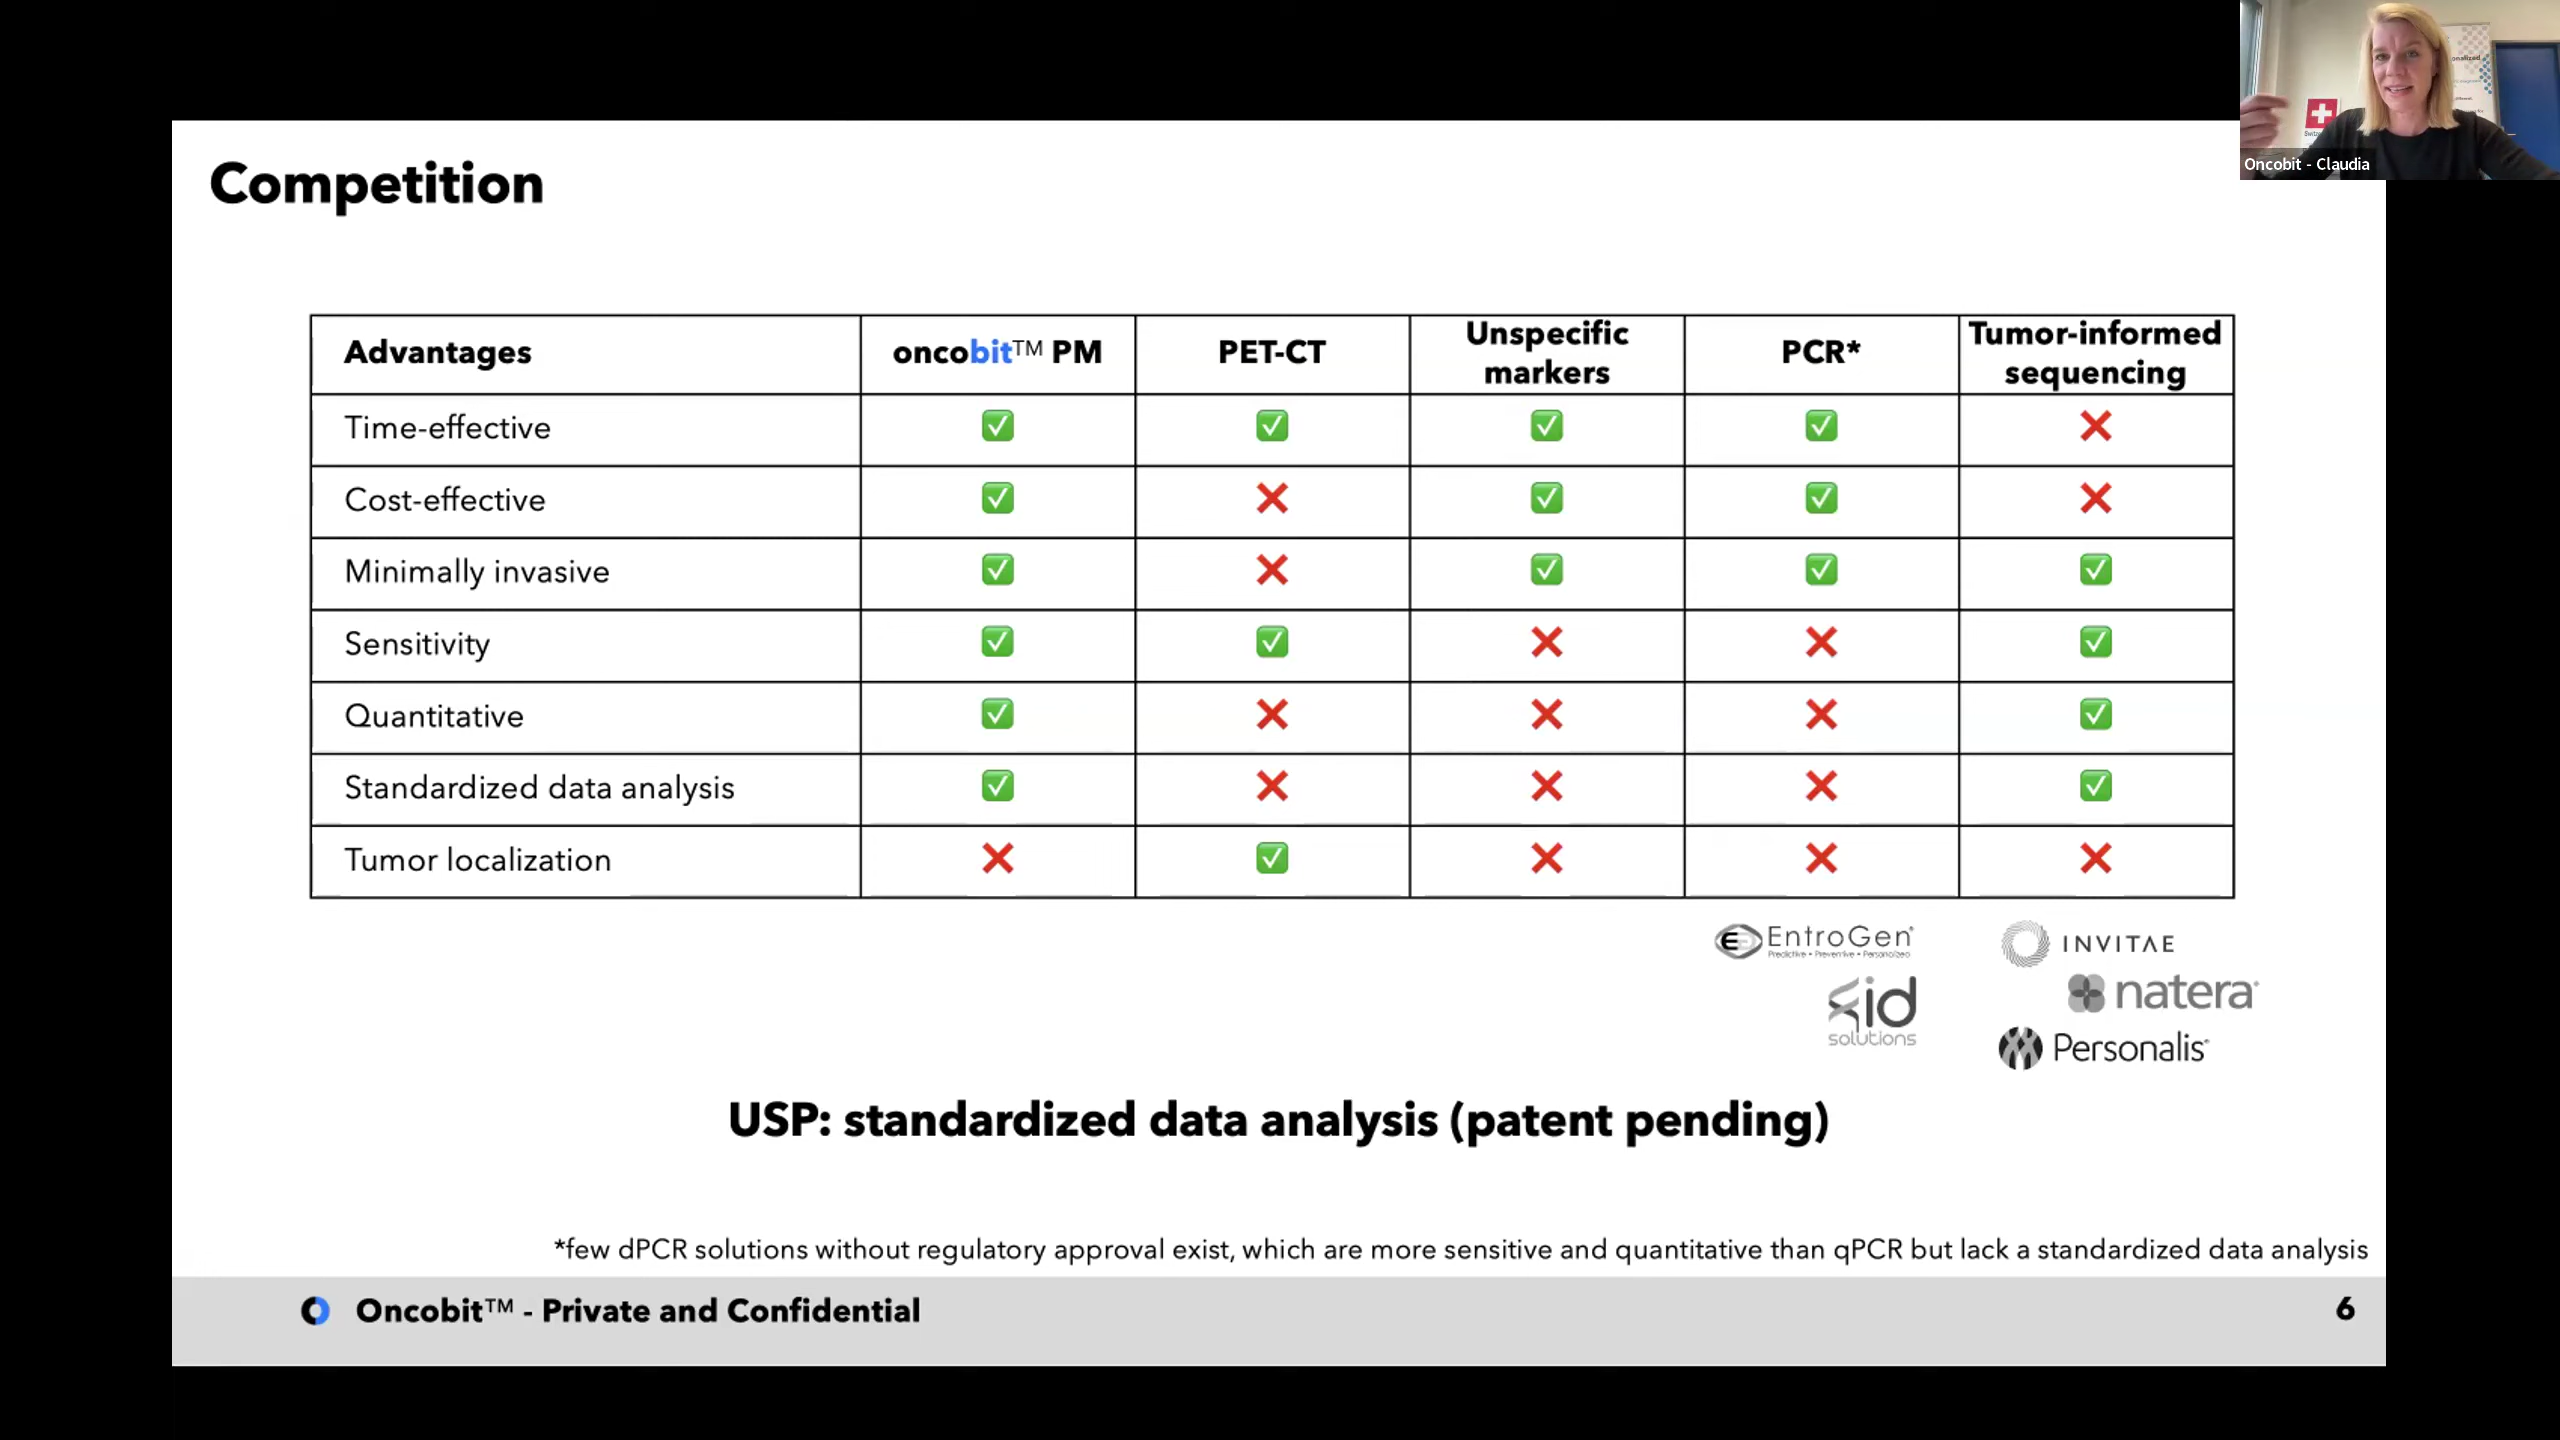 Competition
Advantages oncobit™ PM PET-CT Unspecific markers PCR* Tumor-informed sequencing
Time-effective ✅ ✅ ✅ ✅ ❌
Cost-effective ✅ ❌ ✅ ✅ ❌
Minimally invasive ✅ ❌ ✅ ✅ ✅
Sensitivity ✅ ✅ ❌ ❌ ✅
Quantitative ✅ ❌ ❌ ❌ ✅
Standardized data analysis ✅ ❌ ❌ ❌ ✅
Tumor localization ❌ ✅ ❌ ❌ ❌
EntroGen®
Predictive • Preventive • Personalized
id
solutions
INVITAE
natera
Personalis
USP: standardized data analysis (patent pending)
*few dPCR solutions without regulatory approval exist, which are more sensitive and quantitative than qPCR but lack a standardized data analysis
Oncobit™ - Private and Confidential
6
Oncobit - Claudia